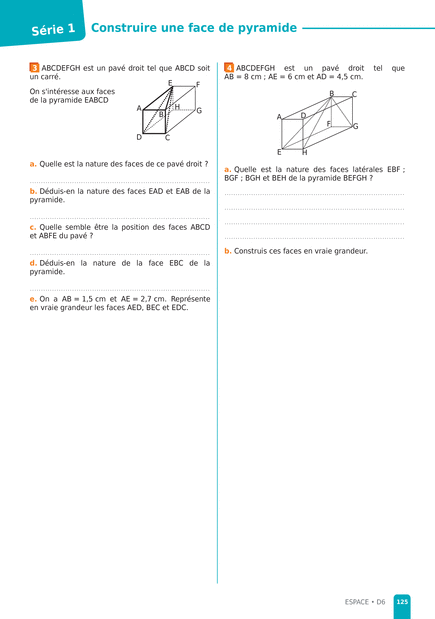 Série 1
Construire une face de pyramide
3 ABCDEFGH est un pavé droit tel que ABCD soit
un carré.
On s'intéresse aux faces
de la pyramide EABCD
E
F
A
H
G
B
D
C
a. Quelle est la nature des faces de ce pavé droit ?
b. Déduis-en la nature des faces EAD et EAB de la
pyramide.
c. Quelle semble être la position des faces ABCD
et ABFE du pavé ?
d. Déduis-en la nature de la face EBC de la
pyramide.
e. On a AB = 1,5 cm et AE = 2,7 cm. Représente
en vraie grandeur les faces AED, BEC et EDC.
4 ABCDEFGH est un pavé droit tel que
AB = 8 cm ; AE = 6 cm et AD = 4,5 cm.
B
C
A
D
F
G
E
H
a. Quelle est la nature des faces latérales EBF ;
BGF ; BGH et BEH de la pyramide BEFGH ?
b. Construis ces faces en vraie grandeur.
ESPACE • D6
125